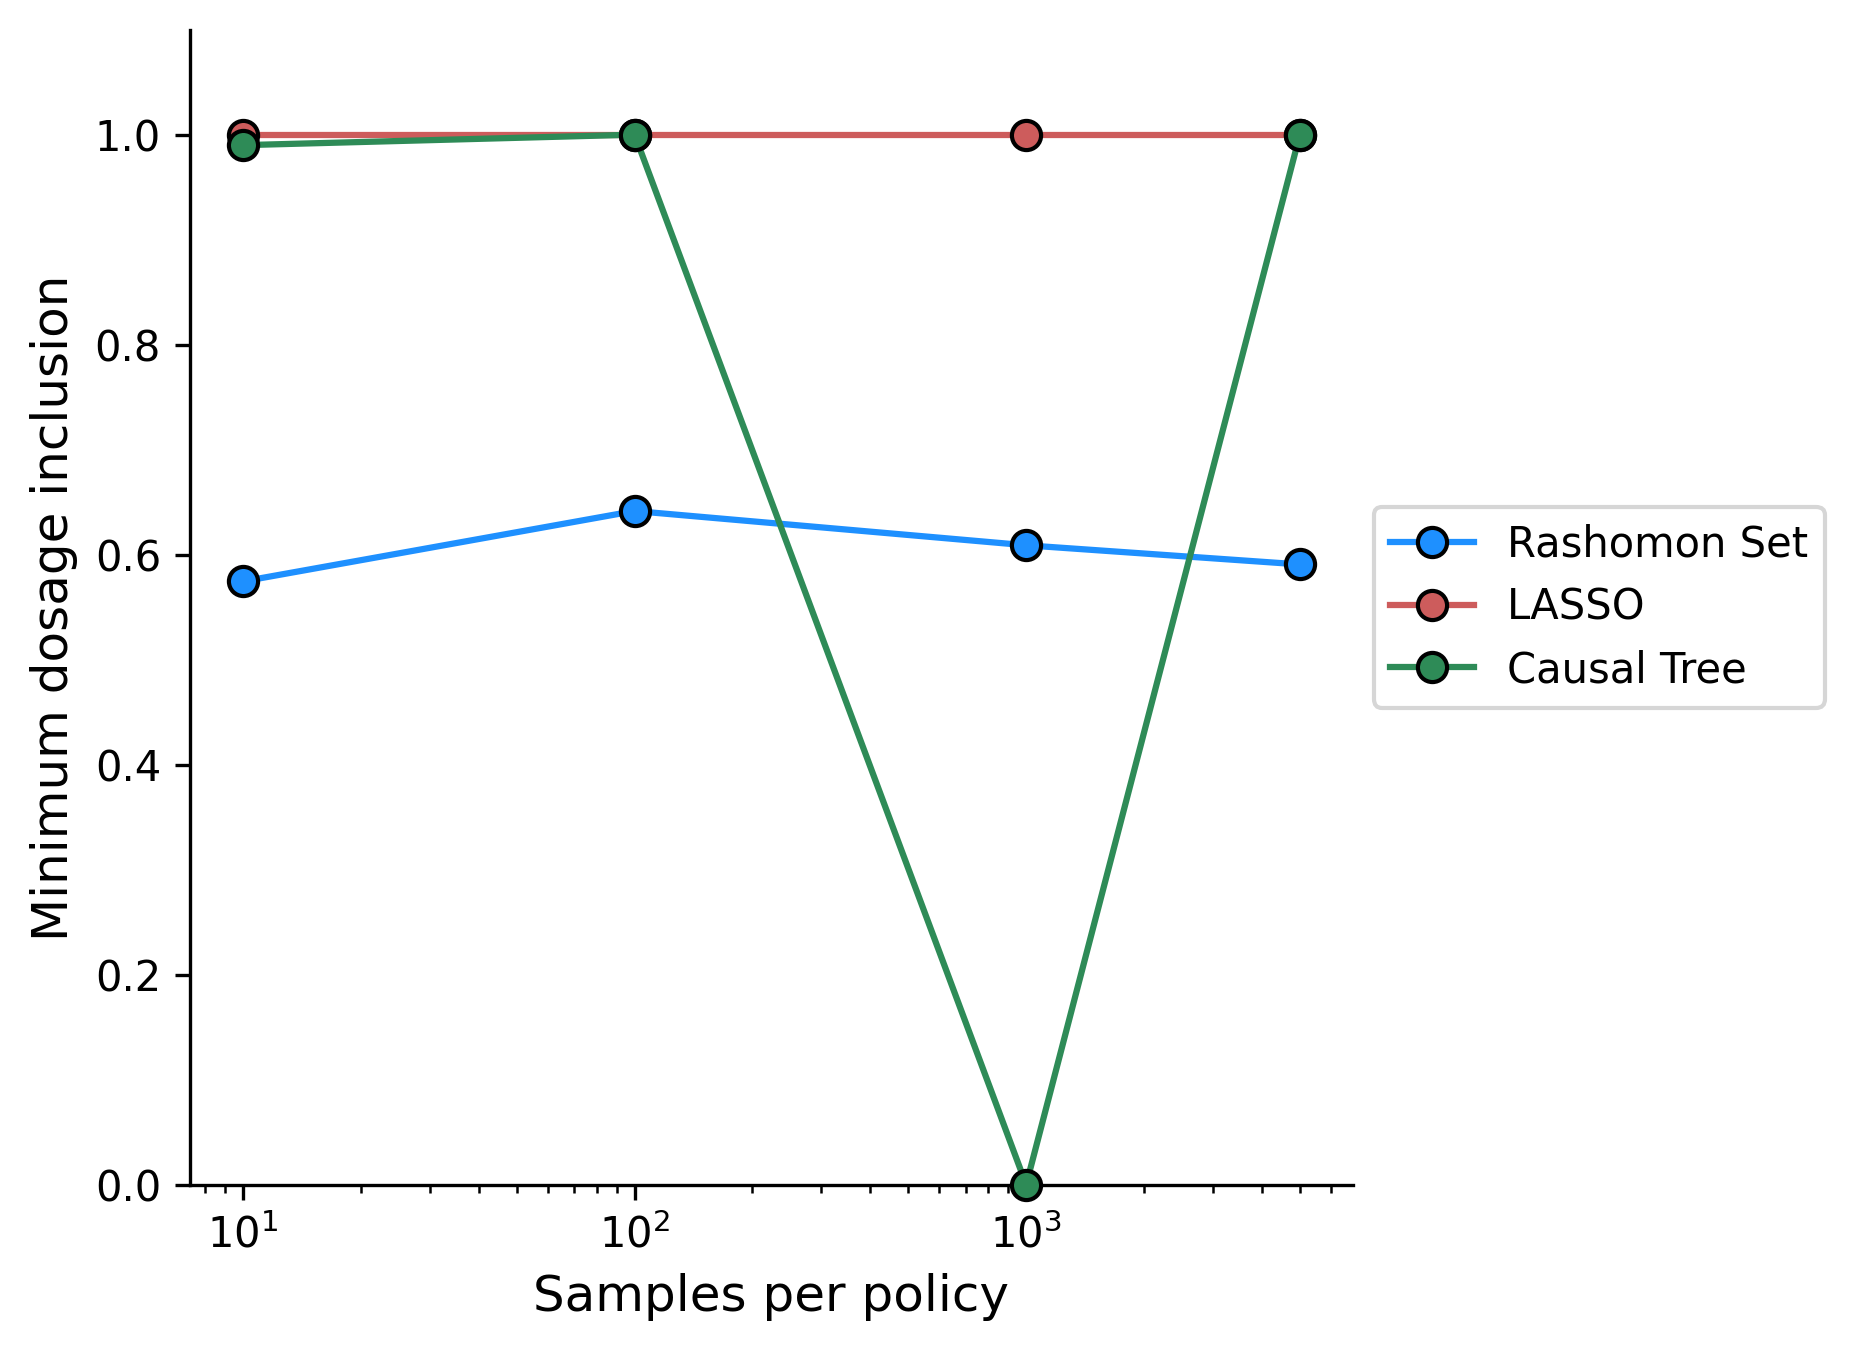 Minimum dosage inclusion
1.0
0.8
0.6
0.4
0.2
0.0
10¹ 10² 10³
Samples per policy
Rashomon Set
LASSO
Causal Tree